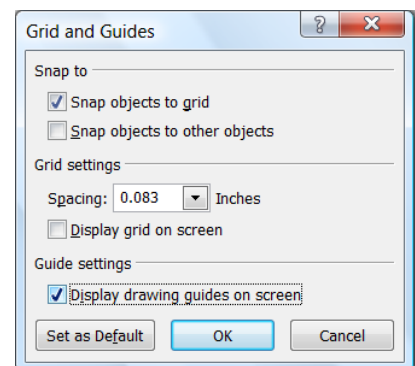 Grid and Guides
Snap to
Snap objects to grid
Snap objects to other objects
Grid settings
Spacing: 0.083 Inches
Display grid on screen
Guide settings
Display drawing guides on screen
Set as Default OK Cancel